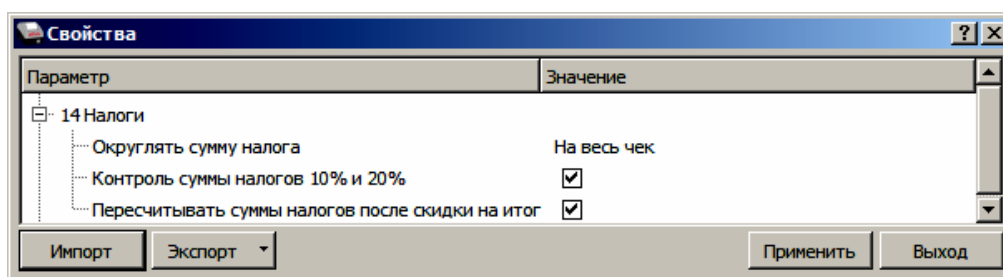 Свойства
Параметр Значение
14 Налоги
Округлять сумму налога На весь чек
Контроль суммы налогов 10% и 20%
Пересчитывать суммы налогов после скидки на итог
Импорт Экспорт Применить Выход